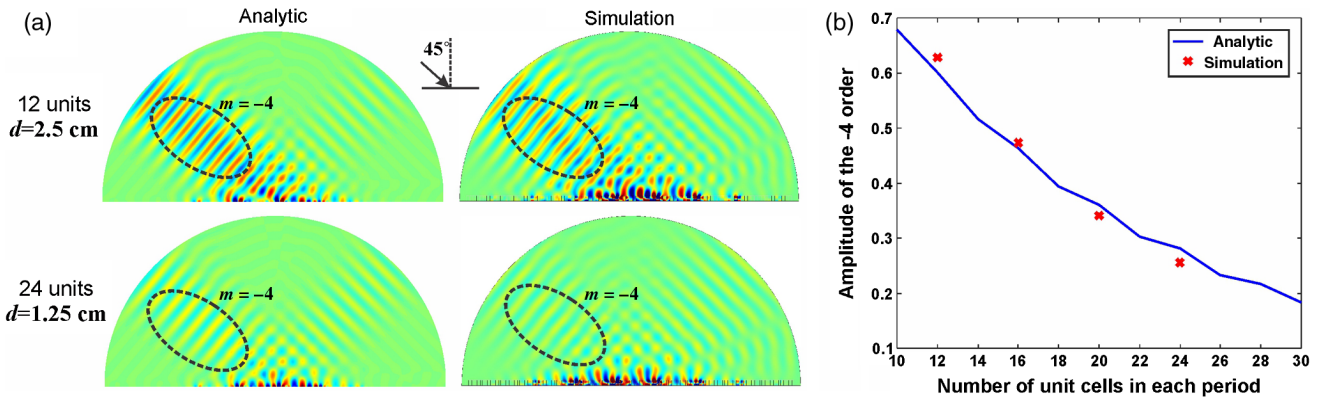 (a)
Analytic
Simulation
45°
12 units
d=2.5 cm
m = −4
m = −4
24 units
d=1.25 cm
m = −4
m = −4
(b)
0.7
0.6
0.5
0.4
0.3
0.2
0.1
Amplitude of the -4 order
Analytic
Simulation
10 12 14 16 18 20 22 24 26 28 30
Number of unit cells in each period